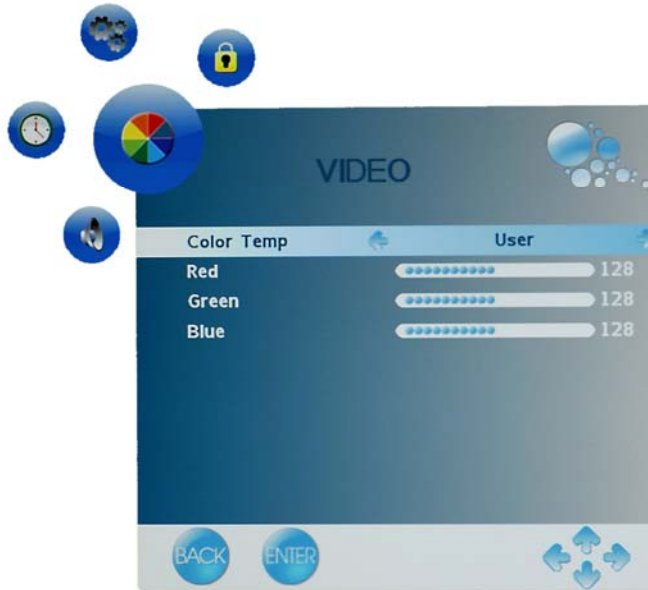 VIDEO
Color Temp User
Red 128
Green 128
Blue 128
BACK ENTER